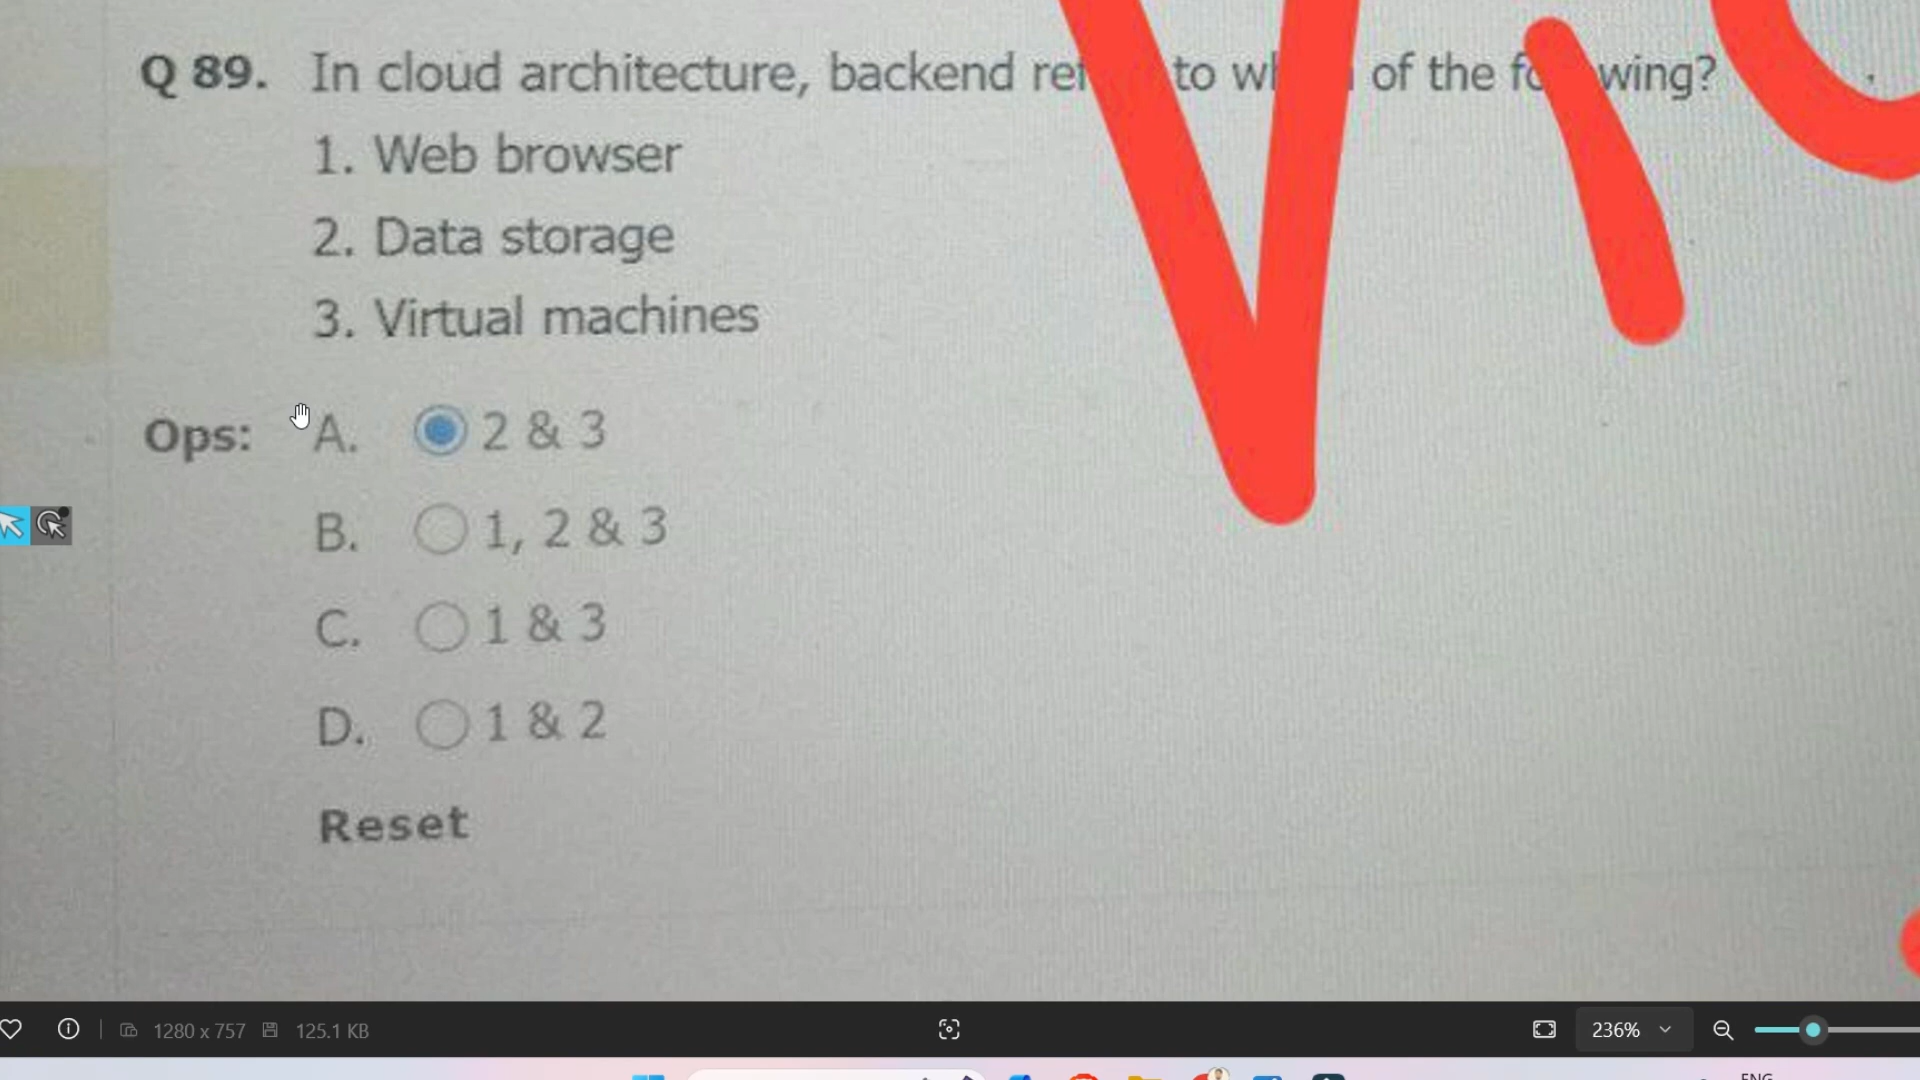 Q 89. In cloud architecture, backend to of the wing?
1. Web browser
2. Data storage
3. Virtual machines
Ops: A. 2 & 3
B. 1, 2 & 3
C. 1 & 3
D. 1 & 2
Reset
1280 x 757 125.1 KB 236%
ENG